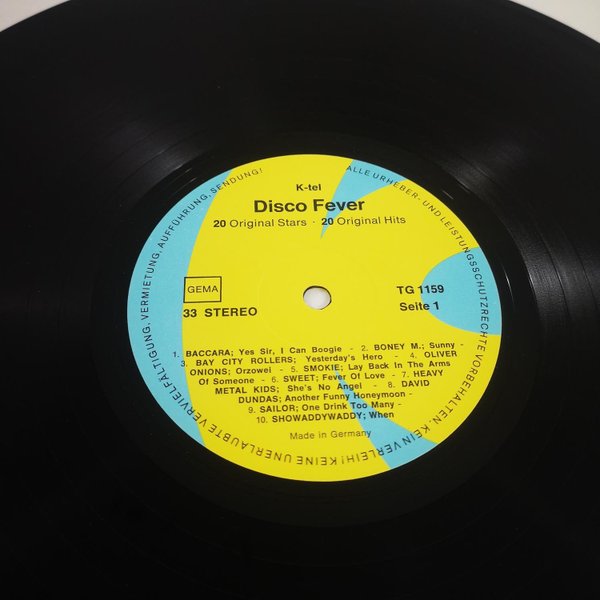 K-tel
Disco Fever
20 Original Stars · 20 Original Hits
GEMA
33 STEREO
TG 1159
Seite 1
1. BACCARA; Yes Sir, I Can Boogie - 2. BONEY M.; Sunny -
3. BAY CITY ROLLERS; Yesterday's Hero - 4. OLIVER
ONIONS; Orzowei - 5. SMOKIE; Lay Back In The Arms
Of Someone - 6. SWEET; Fever Of Love - 7. HEAVY
METAL KIDS; She's No Angel - 8. DAVID
DUNDAS; Another Funny Honeymoon -
9. SAILOR; One Drink Too Many -
10. SHOWADDYWADDY; When
Made in Germany
ALLE URHEBER- UND LEISTUNGSSCHUTZRECHTE VORBEHALTEN. KEIN VERLEIH! KEINE UNERLAUBTE VERVIELFÄLTIGUNG, VERMIETUNG, AUFFÜHRUNG, SENDUNG!